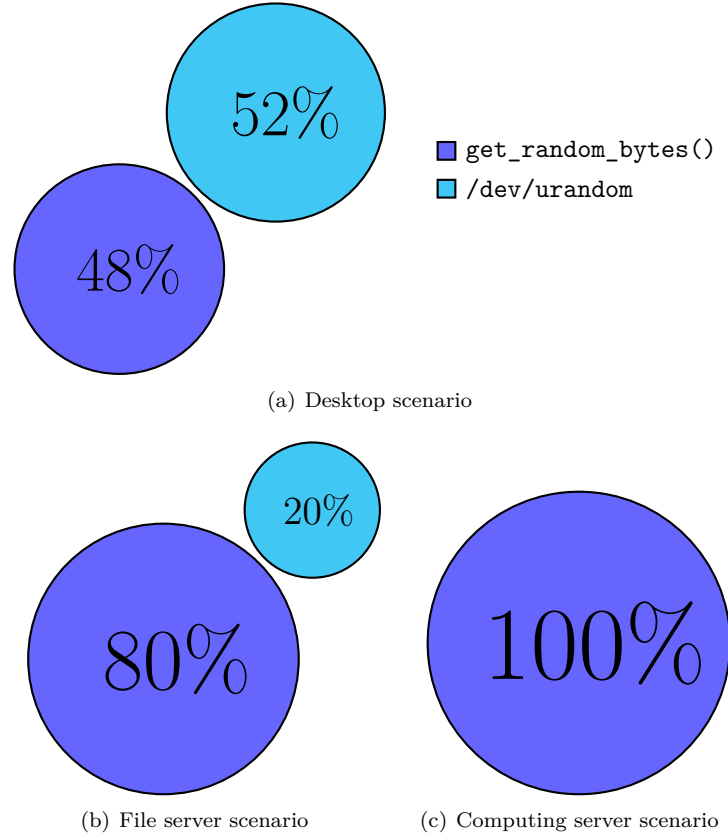 52%
get_random_bytes()
/dev/urandom
48%
(a) Desktop scenario
20%
80%
100%
(b) File server scenario
(c) Computing server scenario